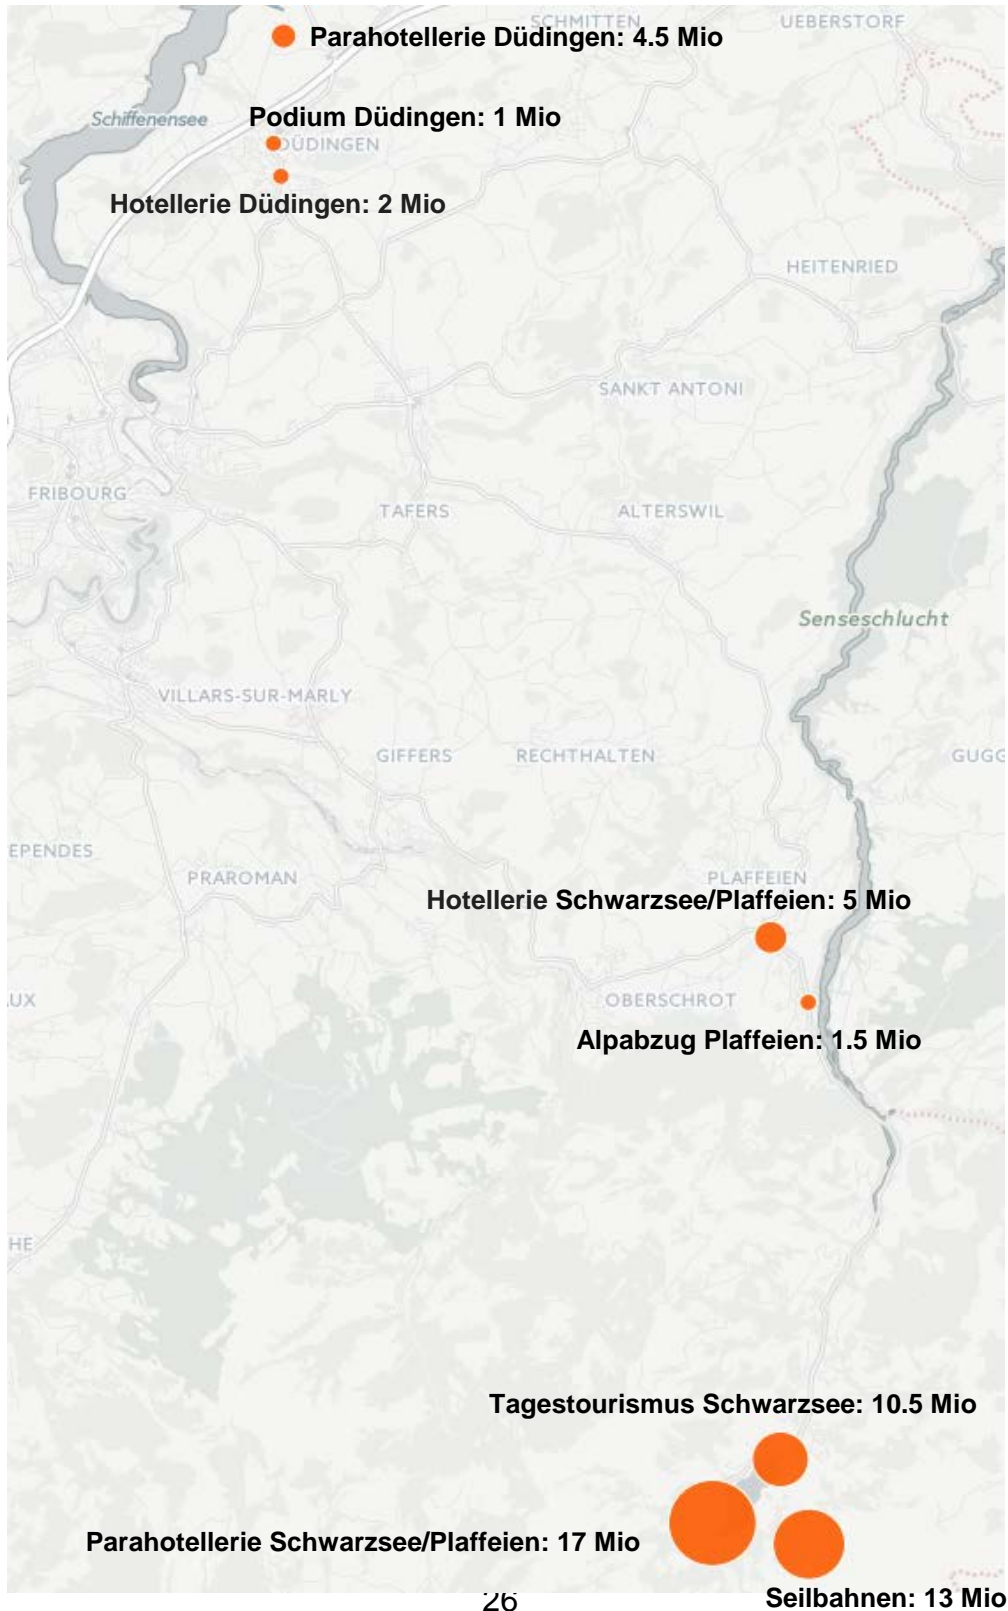 SCHMITTEN
UEBERSTORF
Parahotellerie Düdingen: 4.5 Mio
Schiffenensee
Podium Düdingen: 1 Mio
DÜDINGEN
Hotellerie Düdingen: 2 Mio
HEITENRIED
SANKT ANTONI
FRIBOURG
TAFERS
ALTERSWIL
Senseschlucht
VILLARS-SUR-MARLY
GIFFERS
RECHTHALTEN
GUGG
EPENDES
PRAROMAN
PLAFFEIEN
Hotellerie Schwarzsee/Plaffeien: 5 Mio
UX
OBERSCHROT
Alpabzug Plaffeien: 1.5 Mio
HE
Tagestourismus Schwarzsee: 10.5 Mio
Parahotellerie Schwarzsee/Plaffeien: 17 Mio
26
Seilbahnen: 13 Mio